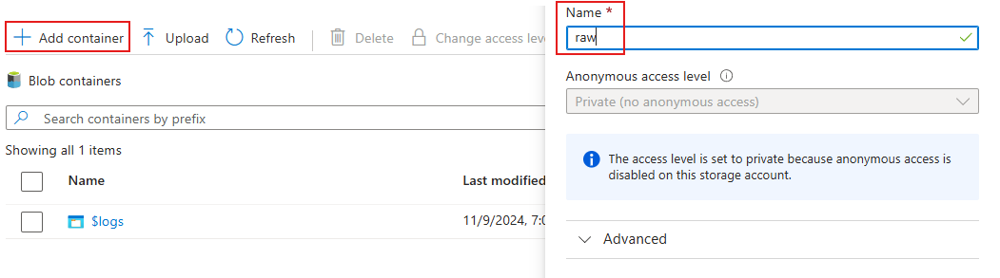 Add container Upload Refresh Delete Change access leve
Blob containers
Search containers by prefix
Showing all 1 items
Name Last modified
$logs 11/9/2024, 7:0
Name *
raw
Anonymous access level
Private (no anonymous access)
The access level is set to private because anonymous access is
disabled on this storage account.
Advanced